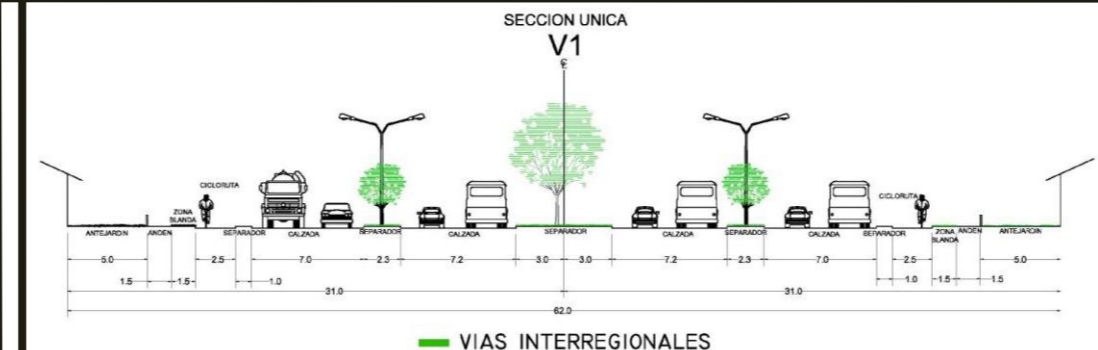 SECCION UNICA
V1
CICLORUTA
CICLORUTA
ZONA BLANDA
ANTEJARDIN ANDEN SEPARADOR CALZADA SEPARADOR CALZADA SEPARADOR CALZADA SEPARADOR CALZADA SEPARADOR ZONA BLANDA ANDEN ANTEJARDIN
5.0 2.5 7.0 2.3 7.2 3.0 3.0 7.2 2.3 7.0 2.5 5.0
1.5 1.5 1.0 1.0 1.5 1.5
31.0 31.0
62.0
VIAS INTERREGIONALES